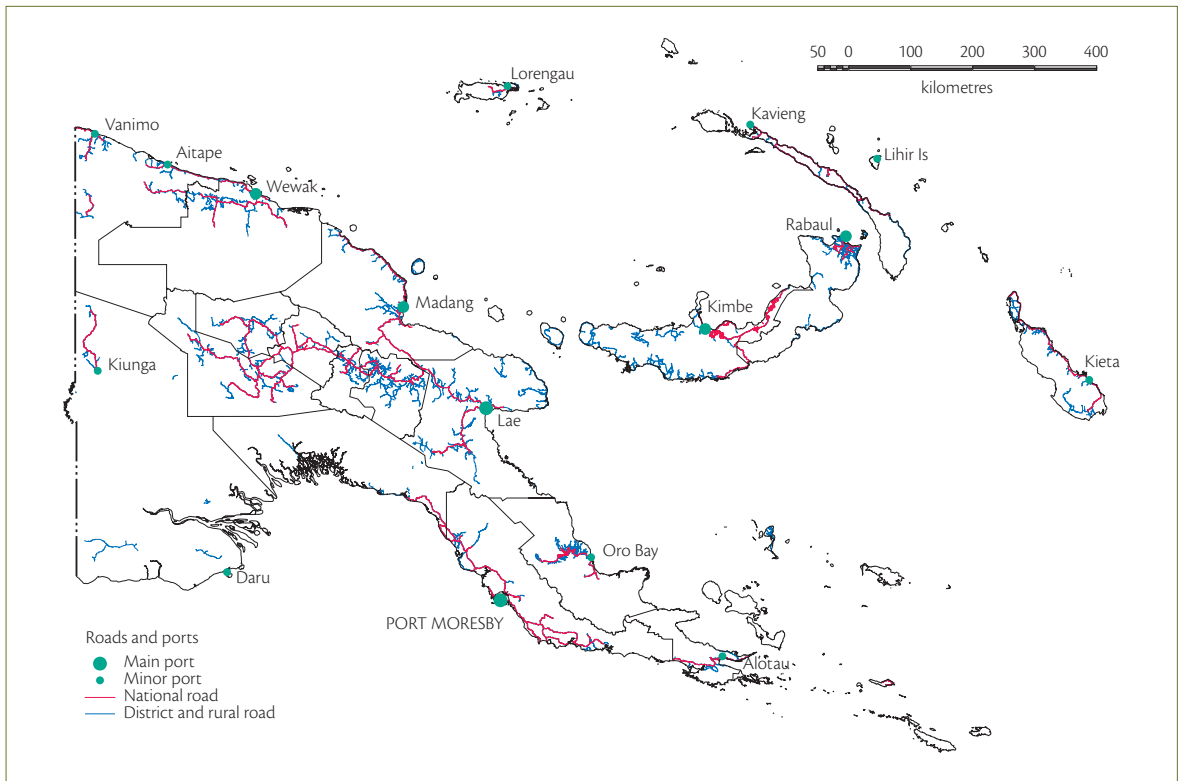 Lorengau
50 0 100 200 300 400
kilometres
Vanimo
Kavieng
Aitape
Lihir Is
Wewak
Rabaul
Madang
Kimbe
Kiunga
Kieta
Lae
Oro Bay
Daru
PORT MORESBY
Alotau
Roads and ports
Main port
Minor port
National road
District and rural road